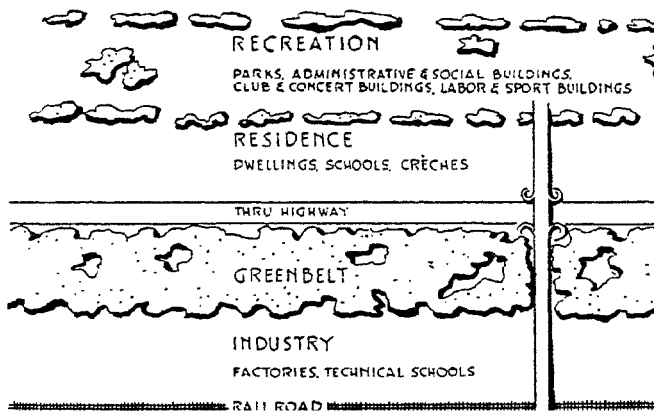 RECREATION
PARKS, ADMINISTRATIVE & SOCIAL BUILDINGS,
CLUB & CONCERT BUILDINGS, LABOR & SPORT BUILDINGS
RESIDENCE
DWELLINGS, SCHOOLS, CRÈCHES
THRU HIGHWAY
GREENBELT
INDUSTRY
FACTORIES, TECHNICAL SCHOOLS
RAILROAD